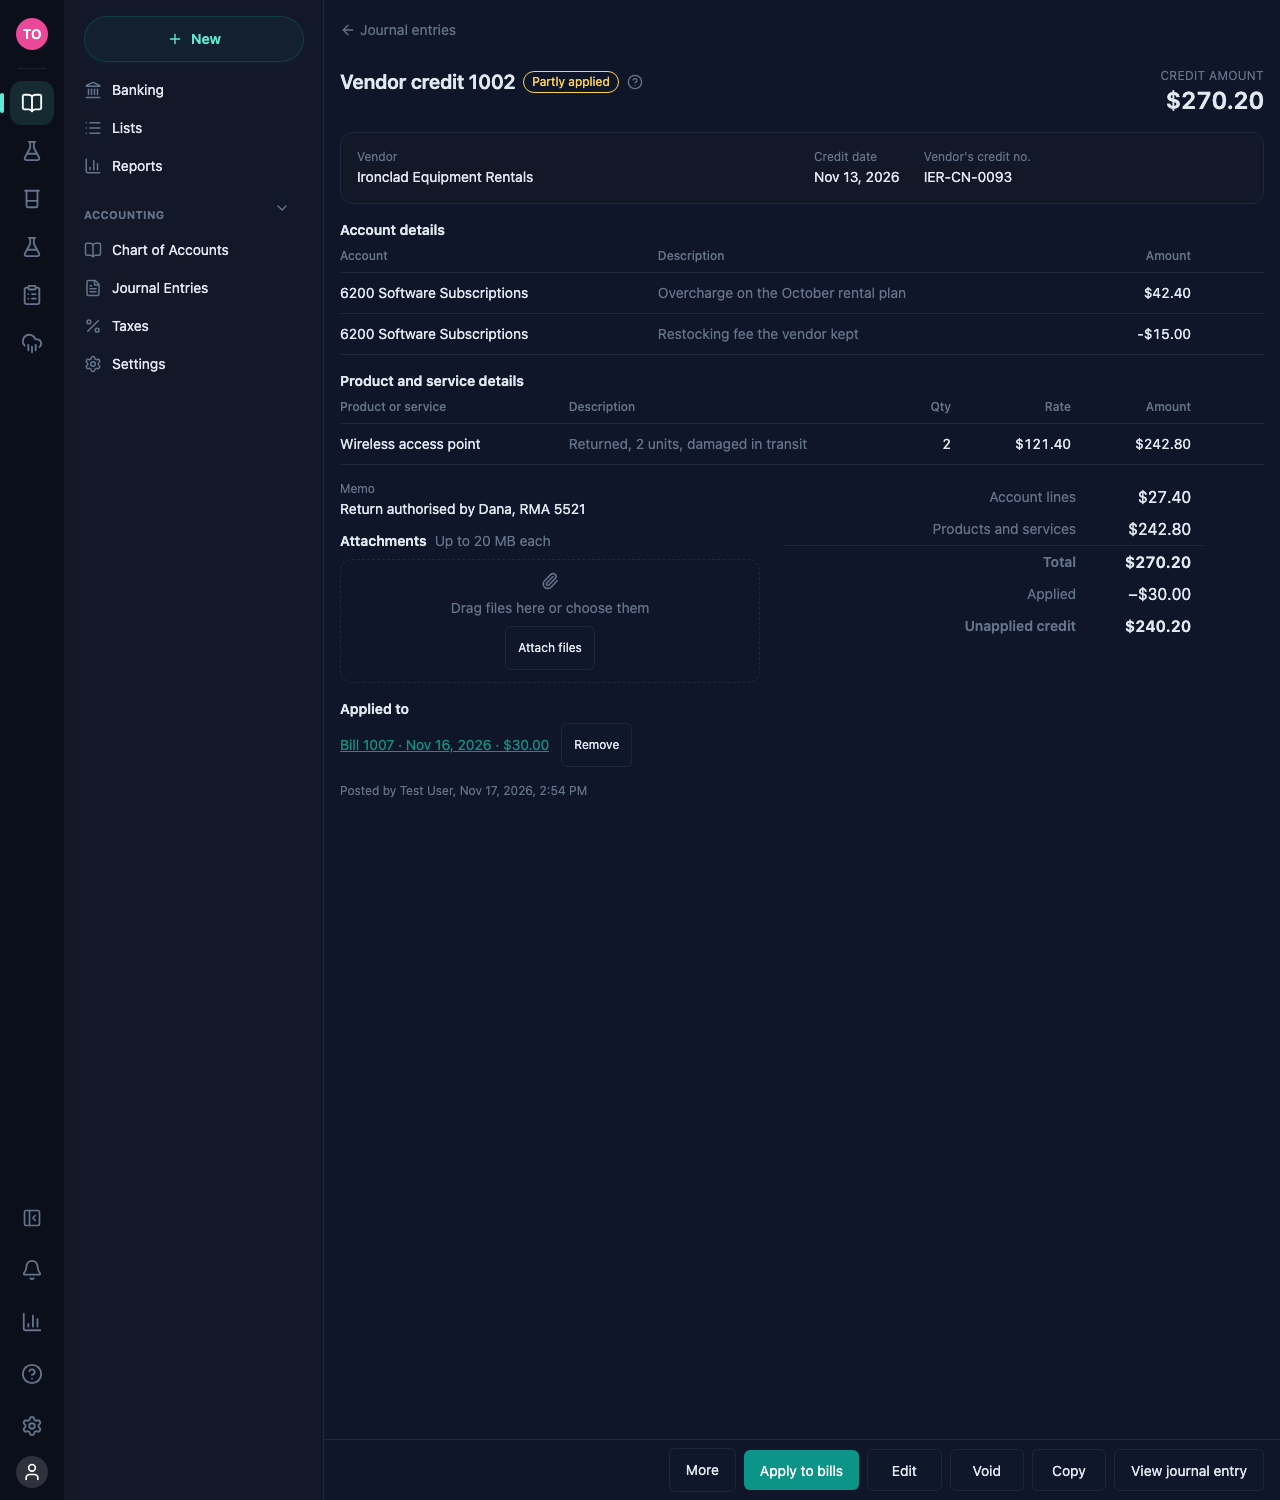 TO
New
Banking
Lists
Reports
ACCOUNTING
Chart of Accounts
Journal Entries
Taxes
Settings
Journal entries
Vendor credit 1002 Partly applied
CREDIT AMOUNT
$270.20
Vendor Credit date Vendor's credit no.
Ironclad Equipment Rentals Nov 13, 2026 IER-CN-0093
Account details
Account Description Amount
6200 Software Subscriptions Overcharge on the October rental plan $42.40
6200 Software Subscriptions Restocking fee the vendor kept -$15.00
Product and service details
Product or service Description Qty Rate Amount
Wireless access point Returned, 2 units, damaged in transit 2 $121.40 $242.80
Memo
Return authorised by Dana, RMA 5521
Account lines $27.40
Products and services $242.80
Total $270.20
Applied –$30.00
Unapplied credit $240.20
Attachments Up to 20 MB each
Drag files here or choose them
Attach files
Applied to
Bill 1007 · Nov 16, 2026 · $30.00 Remove
Posted by Test User, Nov 17, 2026, 2:54 PM
More Apply to bills Edit Void Copy View journal entry